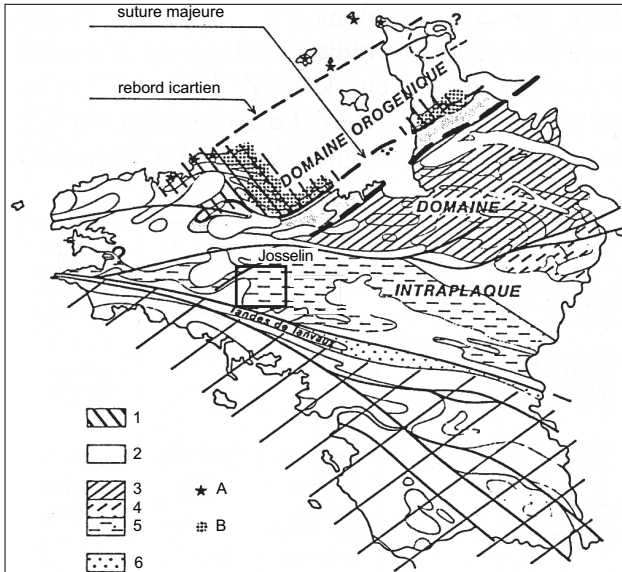 suture majeure
?
rebord icartien
DOMAINE OROGENIQUE
DOMAINE
Josselin
INTRAPLAQUE
landes de lanvaux
1
2
3
A
4
5
B
6